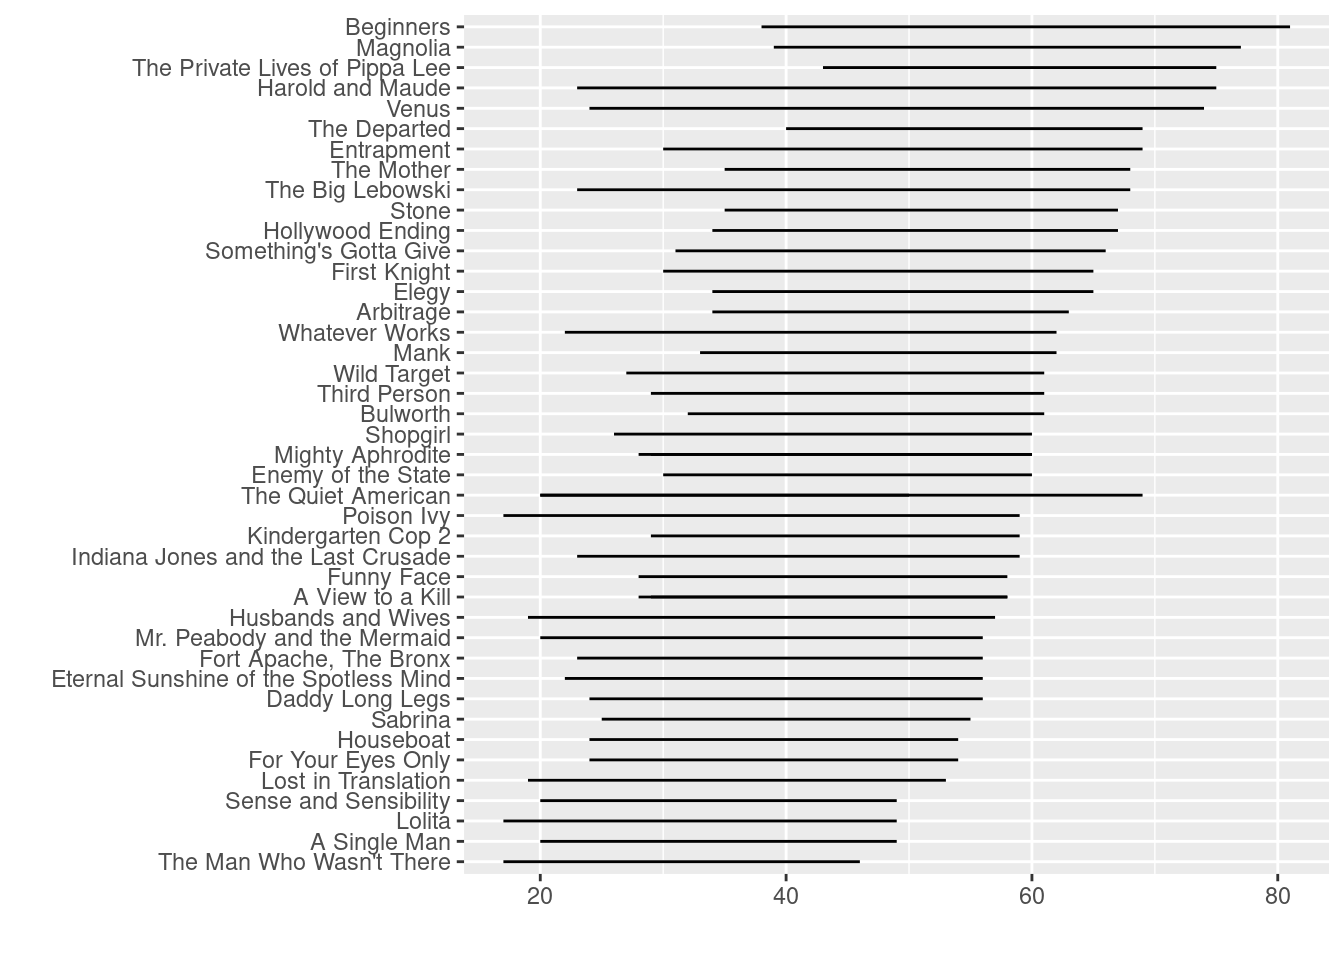 Beginners
Magnolia
The Private Lives of Pippa Lee
Harold and Maude
Venus
The Departed
Entrapment
The Mother
The Big Lebowski
Stone
Hollywood Ending
Something's Gotta Give
First Knight
Elegy
Arbitrage
Whatever Works
Mank
Wild Target
Third Person
Bulworth
Shopgirl
Mighty Aphrodite
Enemy of the State
The Quiet American
Poison Ivy
Kindergarten Cop 2
Indiana Jones and the Last Crusade
Funny Face
A View to a Kill
Husbands and Wives
Mr. Peabody and the Mermaid
Fort Apache, The Bronx
Eternal Sunshine of the Spotless Mind
Daddy Long Legs
Sabrina
Houseboat
For Your Eyes Only
Lost in Translation
Sense and Sensibility
Lolita
A Single Man
The Man Who Wasn't There
20 40 60 80